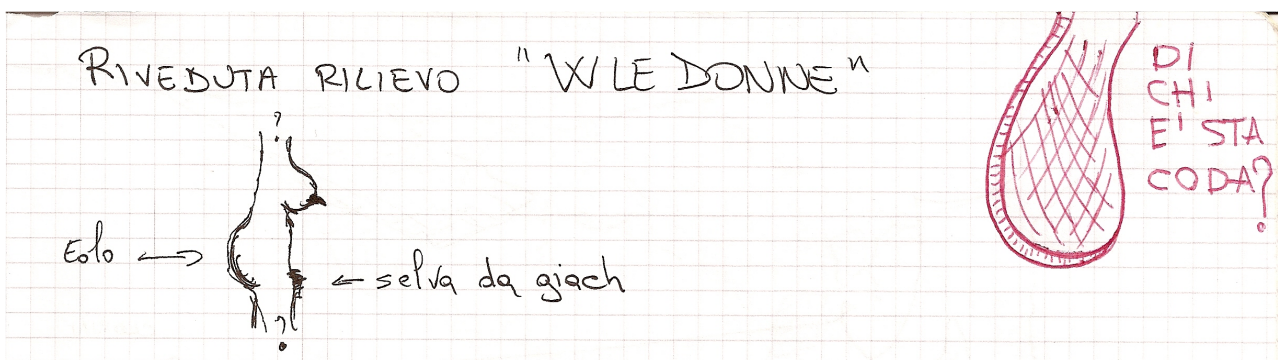 RIVEDUTA RILIEVO "W LE DONNE"
?
Eolo
selva da giach
?
DI
CHI
E' STA
CODA?